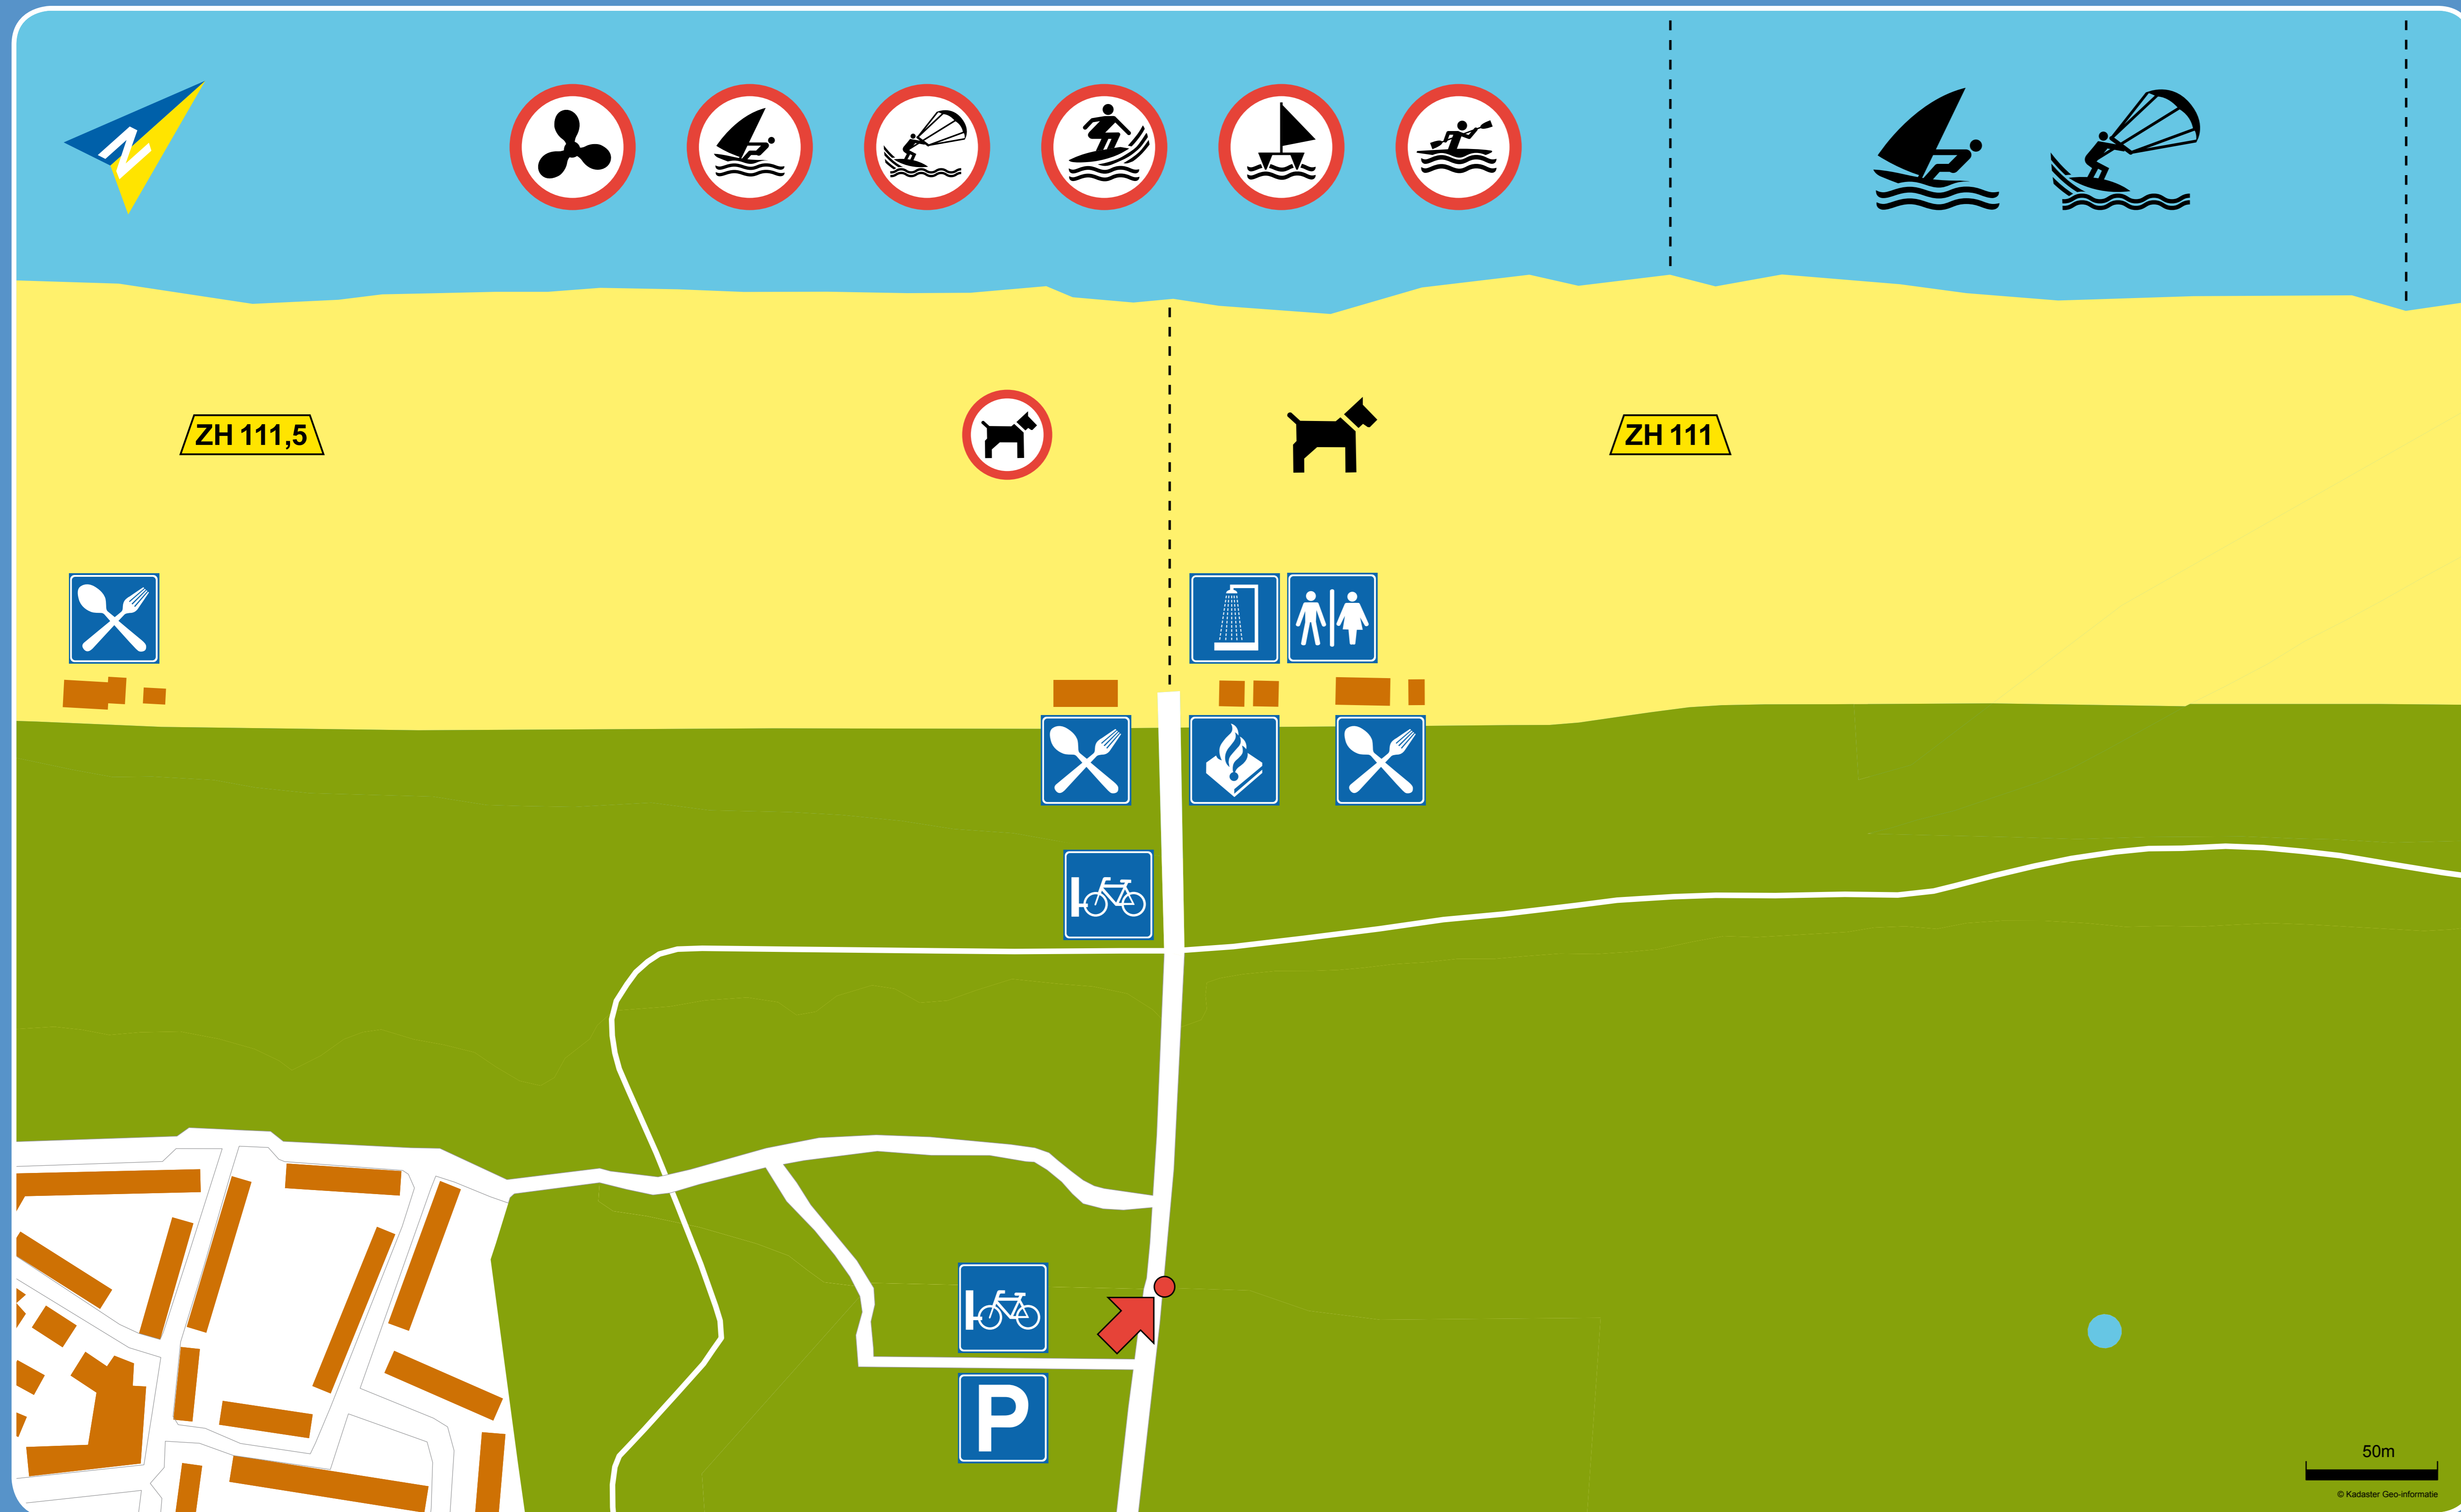 N
ZH 111,5
ZH 111
P
50m
© Kadaster Geo-informatie